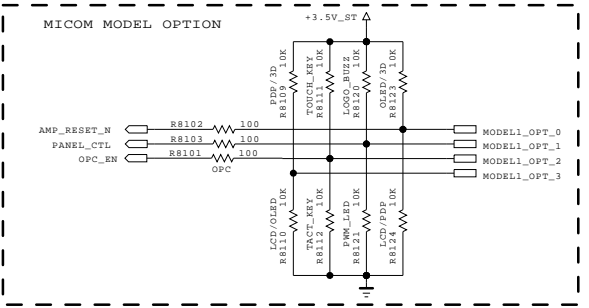 MICOM MODEL OPTION
+3.5V_ST
PDP/3D
R8109 10K
TOUCH_KEY
R8111 10K
LOGO_BUZZ
R8120 10K
OLED/3D
R8123 10K
AMP_RESET_N R8102 100 MODEL1_OPT_0
PANEL_CTL R8103 100 MODEL1_OPT_1
OPC_EN R8101 100 MODEL1_OPT_2
OPC MODEL1_OPT_3
LCD/OLED
R8110 10K
TACT_KEY
R8112 10K
PWM_LED
R8121 10K
LCD/PDP
R8124 10K